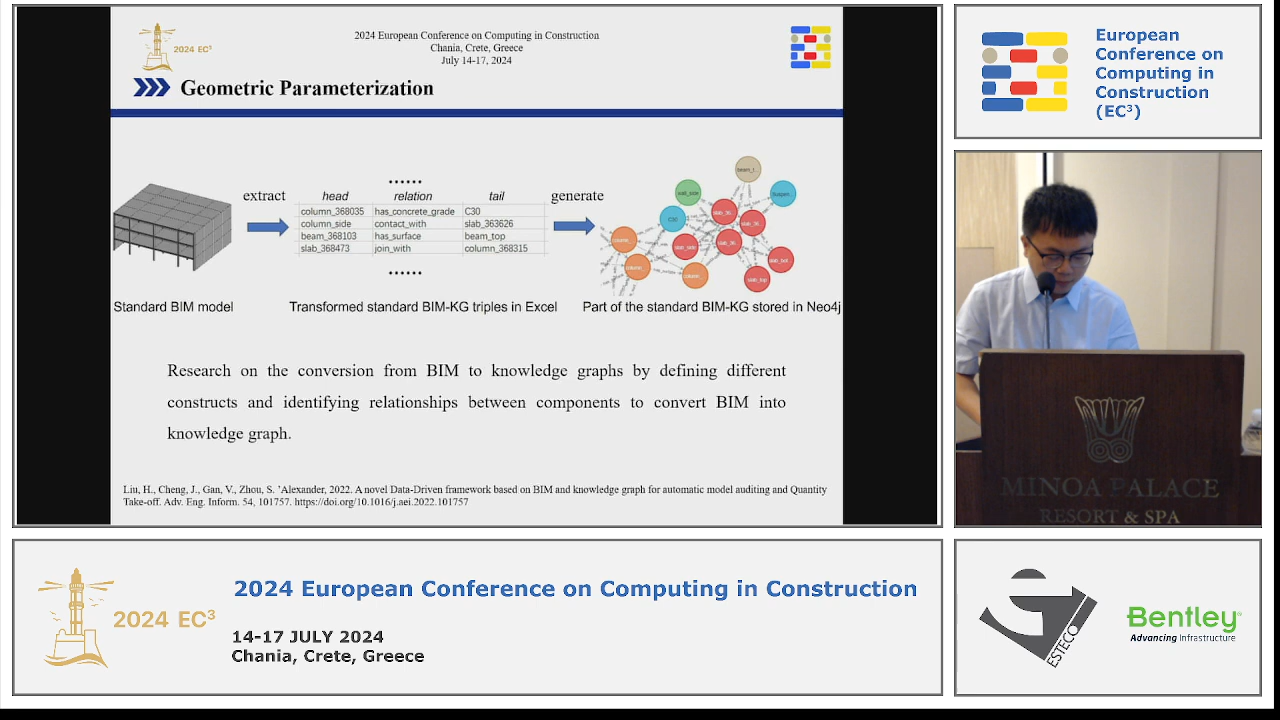 2024 EC³
2024 European Conference on Computing in Construction
Chania, Crete, Greece
July 14-17, 2024
Geometric Parameterization
extract
......
head relation tail
column_368035 has_concrete_grade C30
column_side contact_with slab_363626
beam_368103 has_surface beam_top
slab_368473 join_with column_368315
......
generate
beam_t...
wall_side
C30
slab_side
column...
slab_bot...
slab_top
Standard BIM model
Transformed standard BIM-KG triples in Excel
Part of the standard BIM-KG stored in Neo4j
Research on the conversion from BIM to knowledge graphs by defining different
constructs and identifying relationships between components to convert BIM into
knowledge graph.
Liu, H., Cheng, J., Gan, V., Zhou, S. 'Alexander, 2022. A novel Data-Driven framework based on BIM and knowledge graph for automatic model auditing and Quantity
Take-off. Adv. Eng. Inform. 54, 101757. https://doi.org/10.1016/j.aei.2022.101757
European
Conference on
Computing in
Construction
(EC³)
MINOA PALACE
RESORT & SPA
2024 EC³
2024 European Conference on Computing in Construction
14-17 JULY 2024
Chania, Crete, Greece
ESTECO
Bentley
Advancing Infrastructure